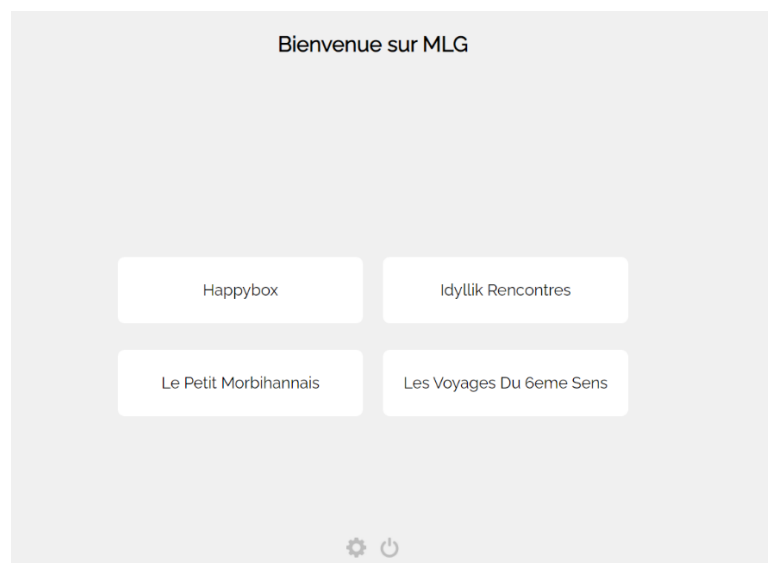 Bienvenue sur MLG
Happybox
Idyllik Rencontres
Le Petit Morbihannais
Les Voyages Du 6eme Sens